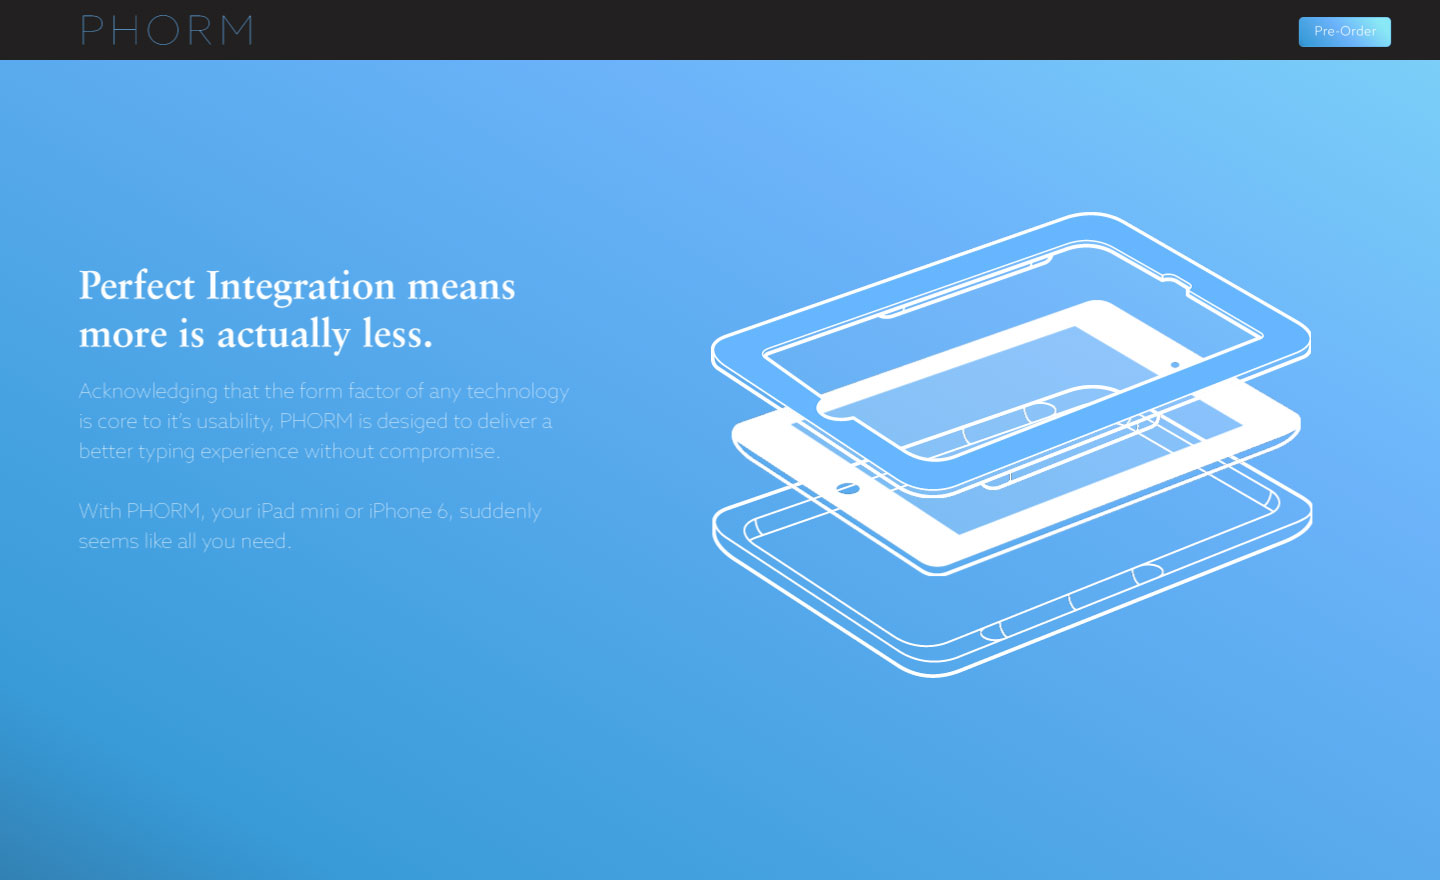 PHORM
Pre-Order
Perfect Integration means
more is actually less.
Acknowledging that the form factor of any technology
is core to it’s usability, PHORM is desiged to deliver a
better typing experience without compromise.
With PHORM, your iPad mini or iPhone 6, suddenly
seems like all you need.